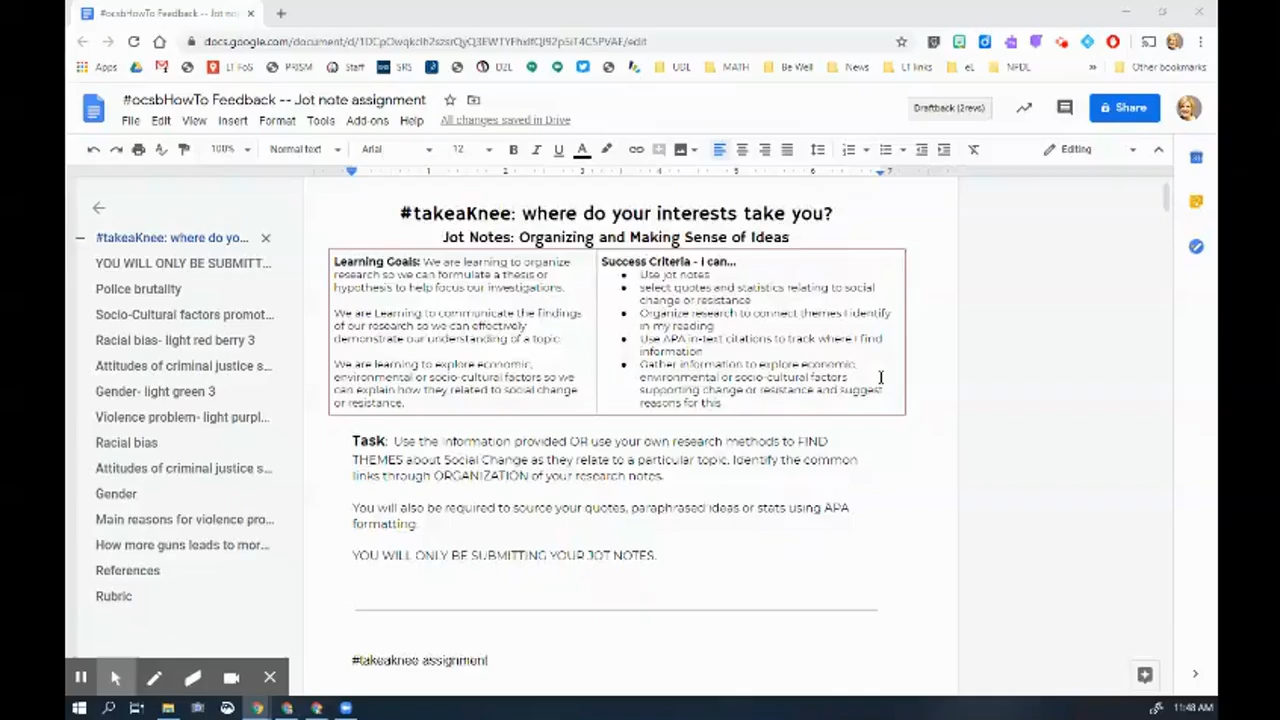 #ocsbHowTo Feedback -- Jot no
Apps LT FoS PRISM Staff SRS D2L UDL MATH Be Well News LT links eL NPDL » Other bookmarks
#ocsbHowTo Feedback -- Jot note assignment
File Edit View Insert Format Tools Add-ons Help All changes saved in Drive
Draftback (2revs) Share
100% Normal text Arial 12 B I U A Editing
1 2 3 4 5 6 7
#takeaKnee: where do yo...
YOU WILL ONLY BE SUBMITT...
Police brutality
Socio-Cultural factors promot...
Racial bias- light red berry 3
Attitudes of criminal justice s...
Gender- light green 3
Violence problem- light purpl...
Racial bias
Attitudes of criminal justice s...
Gender
Main reasons for violence pro...
How more guns leads to mor...
References
Rubric
#takeaKnee: where do your interests take you?
Jot Notes: Organizing and Making Sense of Ideas
Learning Goals: We are learning to organize
research so we can formulate a thesis or
hypothesis to help focus our investigations.
We are Learning to communicate the findings
of our research so we can effectively
demonstrate our understanding of a topic
We are learning to explore economic,
environmental or socio-cultural factors so we
can explain how they related to social change
or resistance.
Success Criteria - I can...
Use jot notes
select quotes and statistics relating to social
change or resistance
Organize research to connect themes I identify
in my reading
Use APA in-text citations to track where I find
information
Gather information to explore economic,
environmental or socio-cultural factors
supporting change or resistance and suggest
reasons for this
Task: Use the information provided OR use your own research methods to FIND
THEMES about Social Change as they relate to a particular topic. Identify the common
links through ORGANIZATION of your research notes.
You will also be required to source your quotes, paraphrased ideas or stats using APA
formatting.
YOU WILL ONLY BE SUBMITTING YOUR JOT NOTES.
#takeaknee assignment
11:48 AM